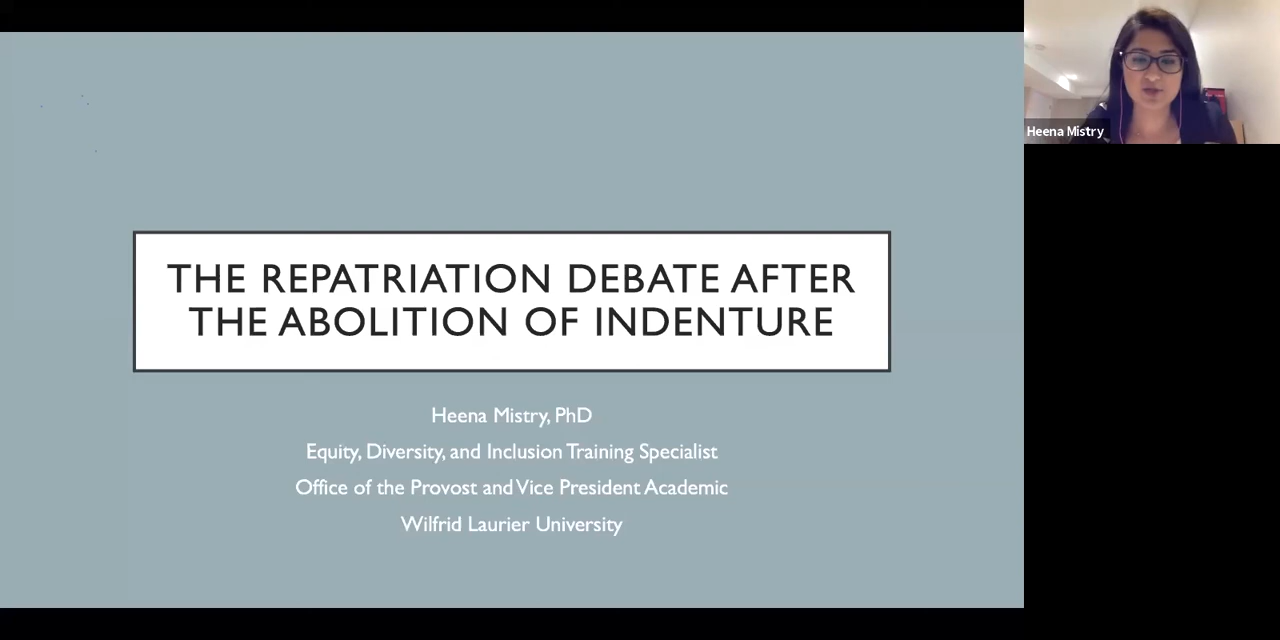 THE REPATRIATION DEBATE AFTER
THE ABOLITION OF INDENTURE
Heena Mistry, PhD
Equity, Diversity, and Inclusion Training Specialist
Office of the Provost and Vice President Academic
Wilfrid Laurier University
Heena Mistry